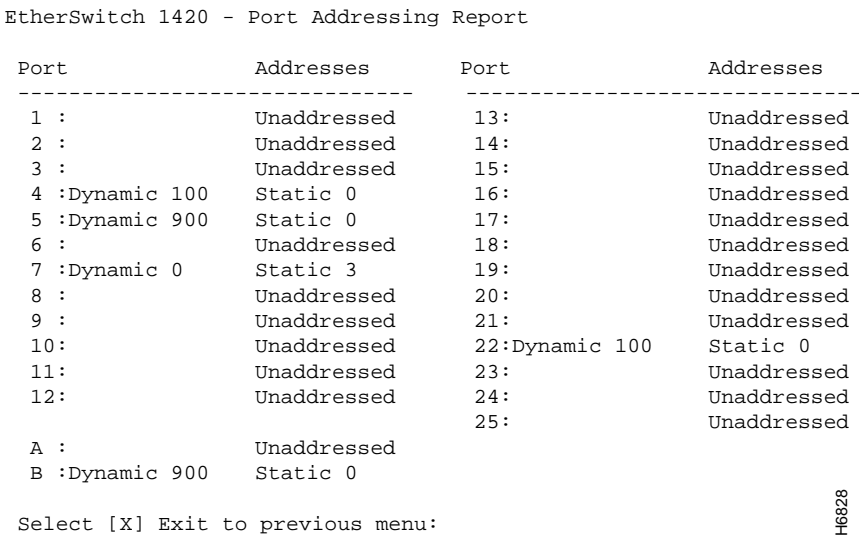 EtherSwitch 1420 - Port Addressing Report
Port Addresses Port Addresses
------------------------------- -------------------------------
1 : Unaddressed 13: Unaddressed
2 : Unaddressed 14: Unaddressed
3 : Unaddressed 15: Unaddressed
4 :Dynamic 100 Static 0 16: Unaddressed
5 :Dynamic 900 Static 0 17: Unaddressed
6 : Unaddressed 18: Unaddressed
7 :Dynamic 0 Static 3 19: Unaddressed
8 : Unaddressed 20: Unaddressed
9 : Unaddressed 21: Unaddressed
10: Unaddressed 22:Dynamic 100 Static 0
11: Unaddressed 23: Unaddressed
12: Unaddressed 24: Unaddressed
25: Unaddressed
A : Unaddressed
B :Dynamic 900 Static 0
Select [X] Exit to previous menu:
H6828